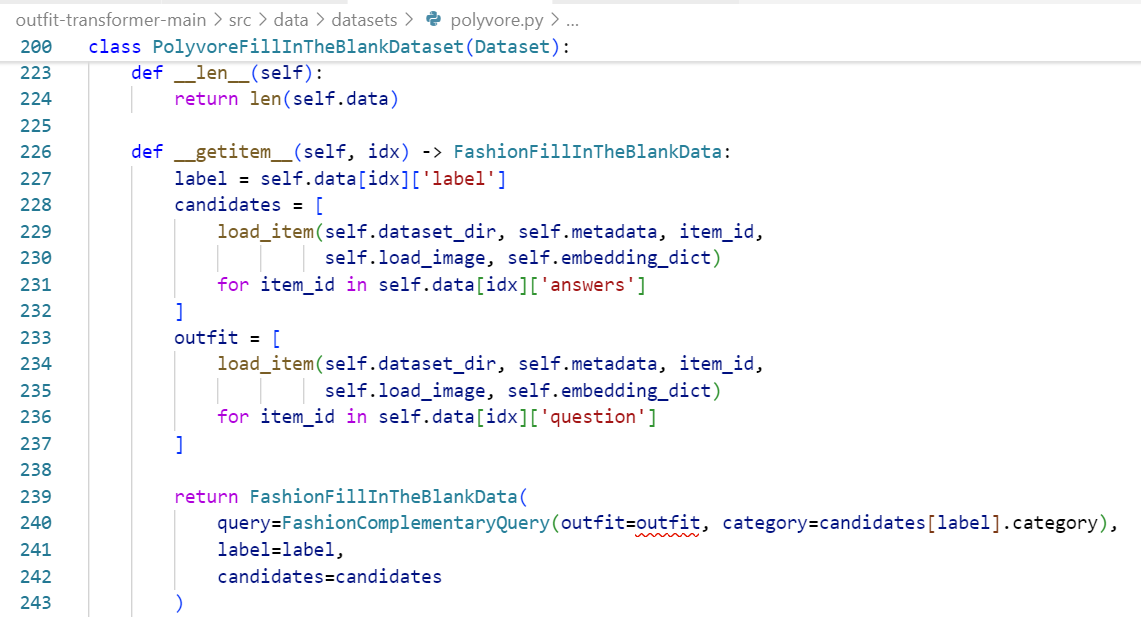 outfit-transformer-main > src > data > datasets > polyvore.py > ...
200 class PolyvoreFillInTheBlankDataset(Dataset):
223     def __len__(self):
224         return len(self.data)
225
226     def __getitem__(self, idx) -> FashionFillInTheBlankData:
227         label = self.data[idx]['label']
228         candidates = [
229             load_item(self.dataset_dir, self.metadata, item_id,
230                       self.load_image, self.embedding_dict)
231             for item_id in self.data[idx]['answers']
232         ]
233         outfit = [
234             load_item(self.dataset_dir, self.metadata, item_id,
235                       self.load_image, self.embedding_dict)
236             for item_id in self.data[idx]['question']
237         ]
238
239         return FashionFillInTheBlankData(
240             query=FashionComplementaryQuery(outfit=outfit, category=candidates[label].category),
241             label=label,
242             candidates=candidates
243         )